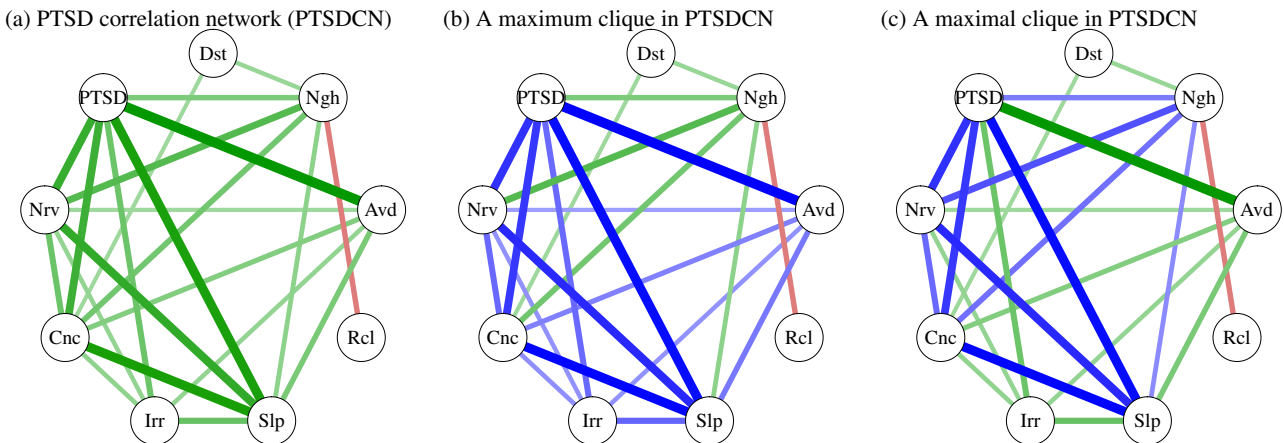 (a) PTSD correlation network (PTSDCN)
Dst
PTSD
Ngh
Nrv
Avd
Cnc
Rcl
Irr
Slp
(b) A maximum clique in PTSDCN
Dst
PTSD
Ngh
Nrv
Avd
Cnc
Rcl
Irr
Slp
(c) A maximal clique in PTSDCN
Dst
PTSD
Ngh
Nrv
Avd
Cnc
Rcl
Irr
Slp